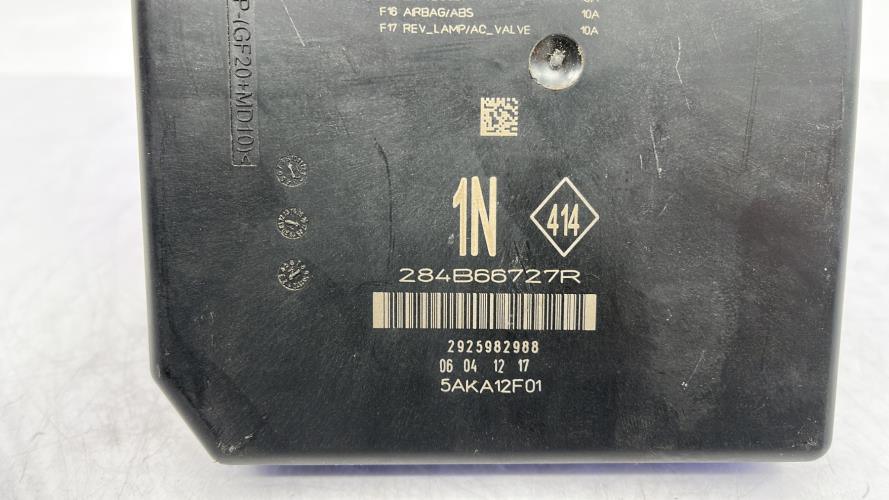 F16 AIRBAG/ABS 10A
F17 REV_LAMP/AC_VALVE 10A
P-(GF20+MD10)<
1N
414
284B66727R
2925982988
06 04 12 17
5AKA12F01